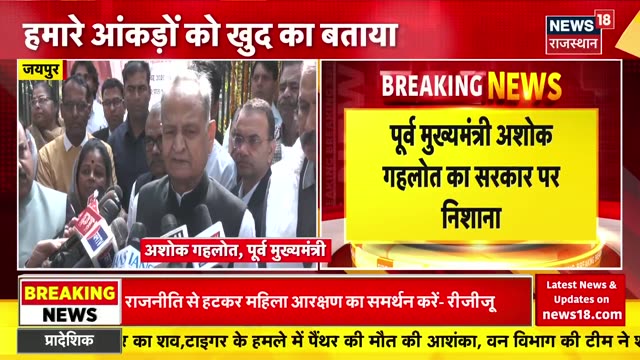 हमारे आंकड़ों को खुद का बताया
NEWS18
राजस्थान
जयपुर
BREAKING NEWS
पूर्व मुख्यमंत्री अशोक
गहलोत का सरकार पर
निशाना
अशोक गहलोत, पूर्व मुख्यमंत्री
BREAKING
NEWS
राजनीति से हटकर महिला आरक्षण का समर्थन करें- रीजीजू
Latest News &
Updates on
news18.com
प्रादेशिक
र का शव,टाइगर के हमले में पैंथर की मौत की आशंका, वन विभाग की टीम ने